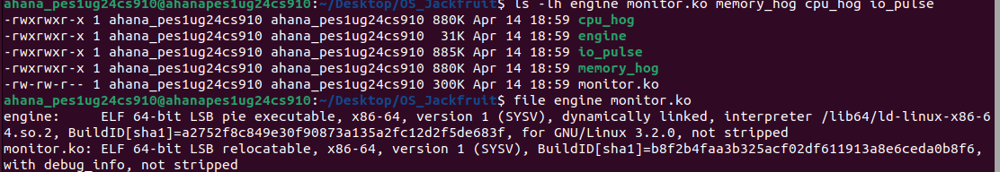 ahana_pes1ug24cs910@ahanapes1ug24cs910:~/Desktop/OS_Jackfruit$ ls -lh engine monitor.ko memory_hog cpu_hog io_pulse
-rwxrwxr-x 1 ahana_pes1ug24cs910 ahana_pes1ug24cs910 880K Apr 14 18:59 cpu_hog
-rwxrwxr-x 1 ahana_pes1ug24cs910 ahana_pes1ug24cs910  31K Apr 14 18:59 engine
-rwxrwxr-x 1 ahana_pes1ug24cs910 ahana_pes1ug24cs910 885K Apr 14 18:59 io_pulse
-rwxrwxr-x 1 ahana_pes1ug24cs910 ahana_pes1ug24cs910 880K Apr 14 18:59 memory_hog
-rw-rw-r-- 1 ahana_pes1ug24cs910 ahana_pes1ug24cs910 300K Apr 14 18:59 monitor.ko
ahana_pes1ug24cs910@ahanapes1ug24cs910:~/Desktop/OS_Jackfruit$ file engine monitor.ko
engine:     ELF 64-bit LSB pie executable, x86-64, version 1 (SYSV), dynamically linked, interpreter /lib64/ld-linux-x86-6
4.so.2, BuildID[sha1]=a2752f8c849e30f90873a135a2fc12d2f5de683f, for GNU/Linux 3.2.0, not stripped
monitor.ko: ELF 64-bit LSB relocatable, x86-64, version 1 (SYSV), BuildID[sha1]=b8f2b4faa3b325acf02df611913a8e6ceda0b8f6,
with debug_info, not stripped